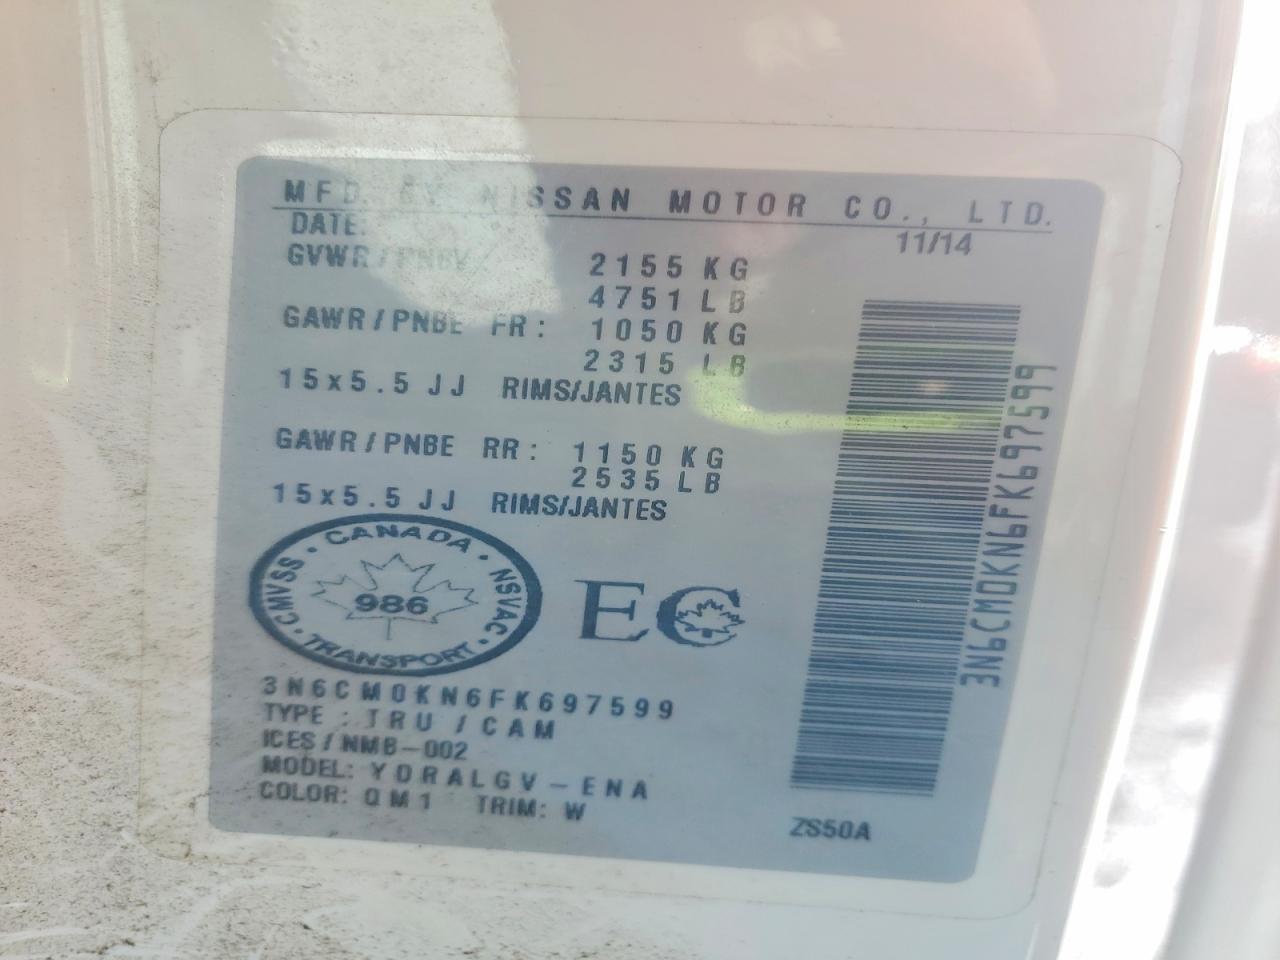 MFD. BY NISSAN MOTOR CO., LTD.
DATE: 11/14
GVWR/PNBV: 2155 KG
4751 LB
GAWR/PNBE FR: 1050 KG
2315 LB
15x5.5 JJ RIMS/JANTES
GAWR/PNBE RR: 1150 KG
2535 LB
15x5.5 JJ RIMS/JANTES
CANADA
CMVSS · NSVAC
986
TRANSPORT
EC
3N6CM0KN6FK697599
TYPE : TRU / CAM
ICES/NMB-002
MODEL: YDRALGV-ENA
COLOR: QM1 TRIM: W
ZS50A
3N6CM0KN6FK697599